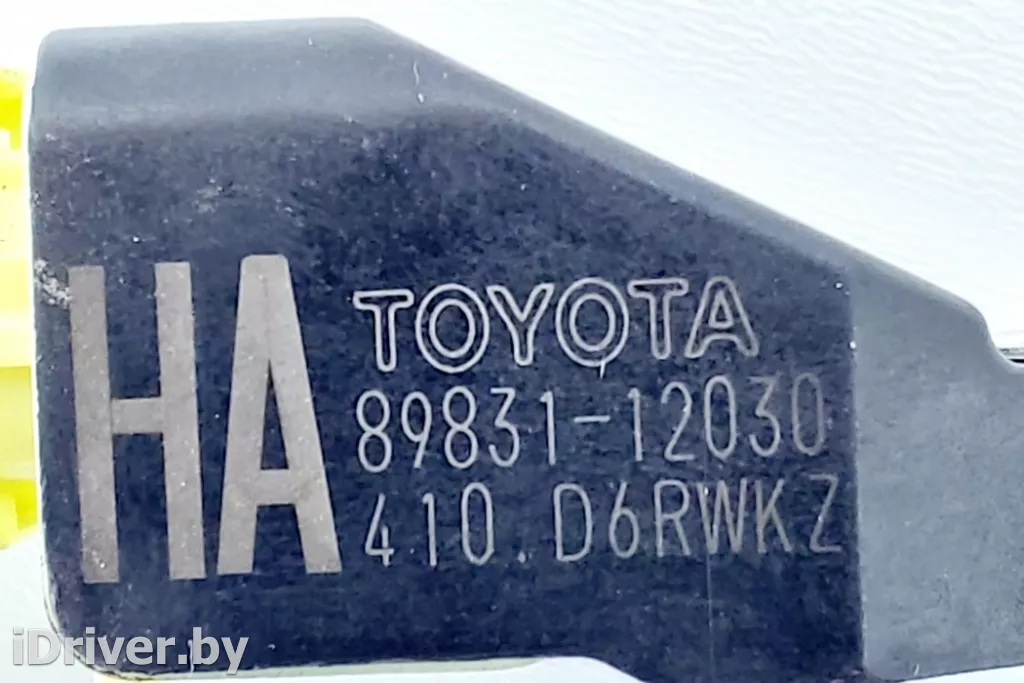 HA
TOYOTA
89831-12030
410.D6RWKZ
iDriver.by